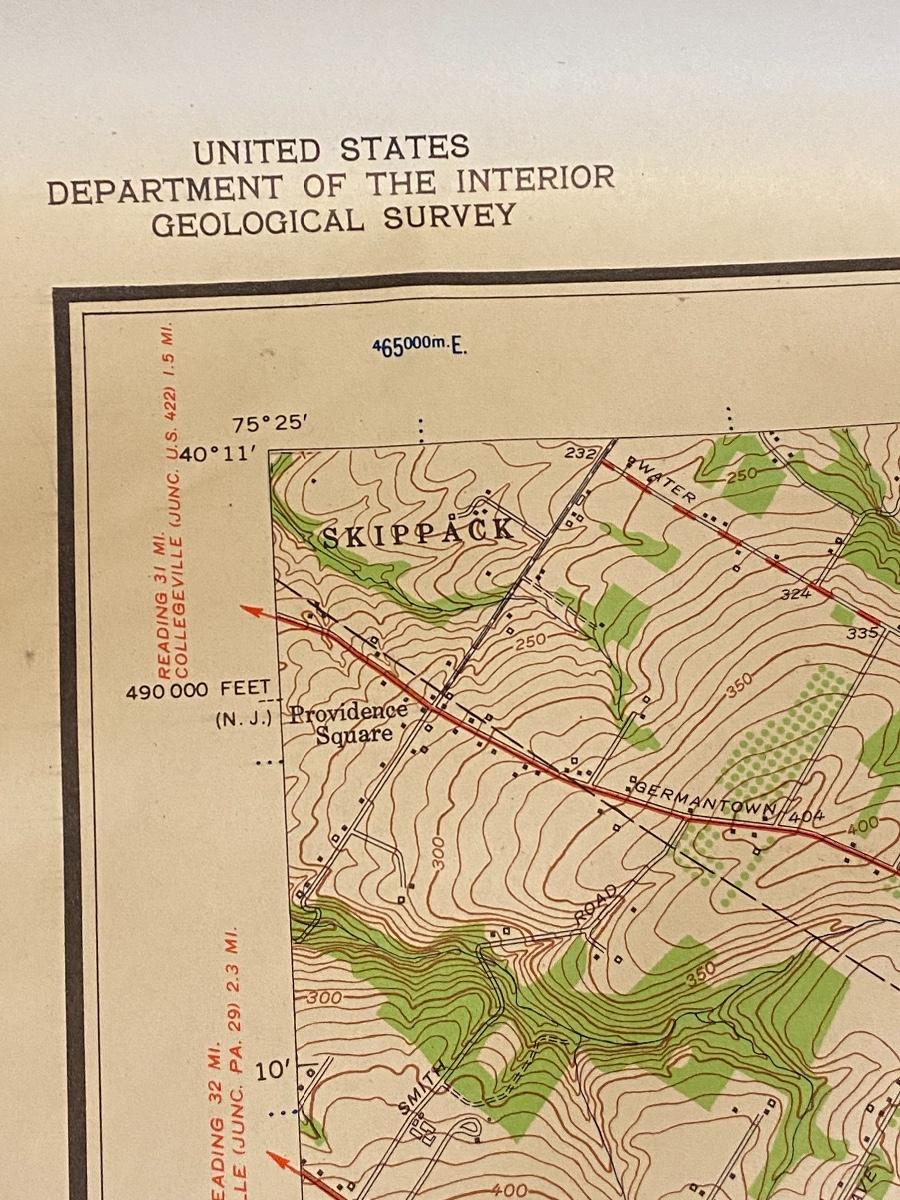 UNITED STATES
DEPARTMENT OF THE INTERIOR
GEOLOGICAL SURVEY
465000m.E.
75°25′
40°11′
232
WATER
250
SKIPPACK
READING 31 MI.
COLLEGEVILLE (JUNC. U.S. 422) 1.5 MI.
324
335
250
350
490 000 FEET
(N. J.)
Providence
Square
GERMANTOWN
404
400
300
ROAD
350
300
10′
SMITH
EADING 32 MI.
LLE (JUNC. PA. 29) 2.3 MI.
400
AVE